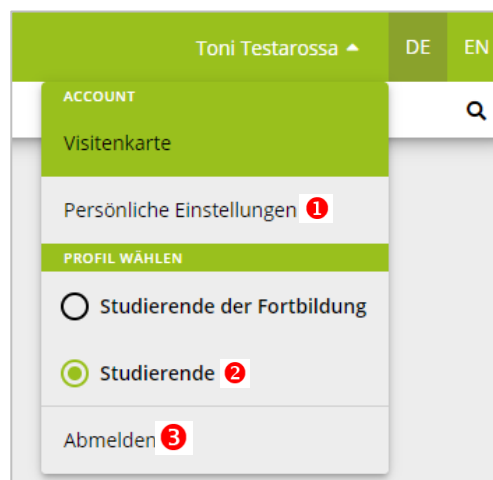 Toni Testarossa DE EN
ACCOUNT
Visitenkarte
Persönliche Einstellungen 1
PROFIL WÄHLEN
Studierende der Fortbildung
Studierende 2
Abmelden 3